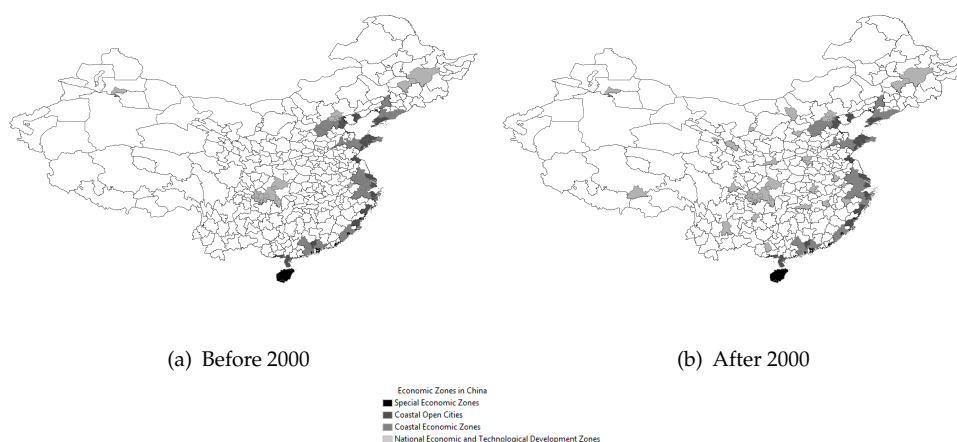 (a) Before 2000
(b) After 2000
Economic Zones in China
Special Economic Zones
Coastal Open Cities
Coastal Economic Zones
National Economic and Technological Development Zones